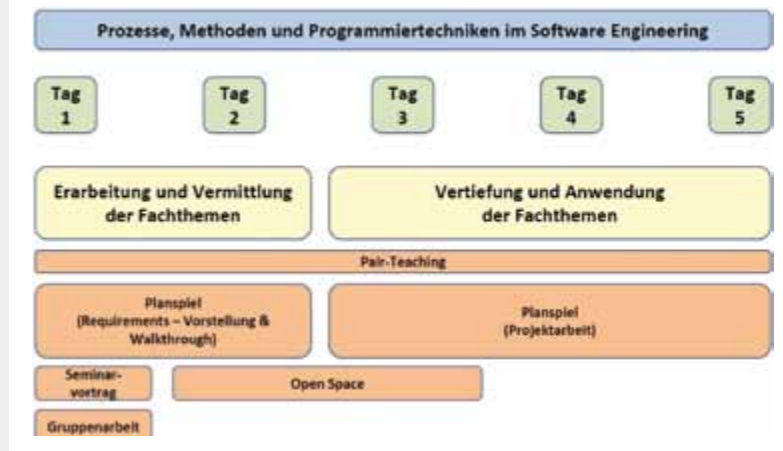 Prozesse, Methoden und Programmiertechniken im Software Engineering
Tag
1
Tag
2
Tag
3
Tag
4
Tag
5
Erarbeitung und Vermittlung
der Fachthemen
Vertiefung und Anwendung
der Fachthemen
Pair-Teaching
Planspiel
(Requirements – Vorstellung &
Walkthrough)
Planspiel
(Projektarbeit)
Seminar-
vortrag
Open Space
Gruppenarbeit